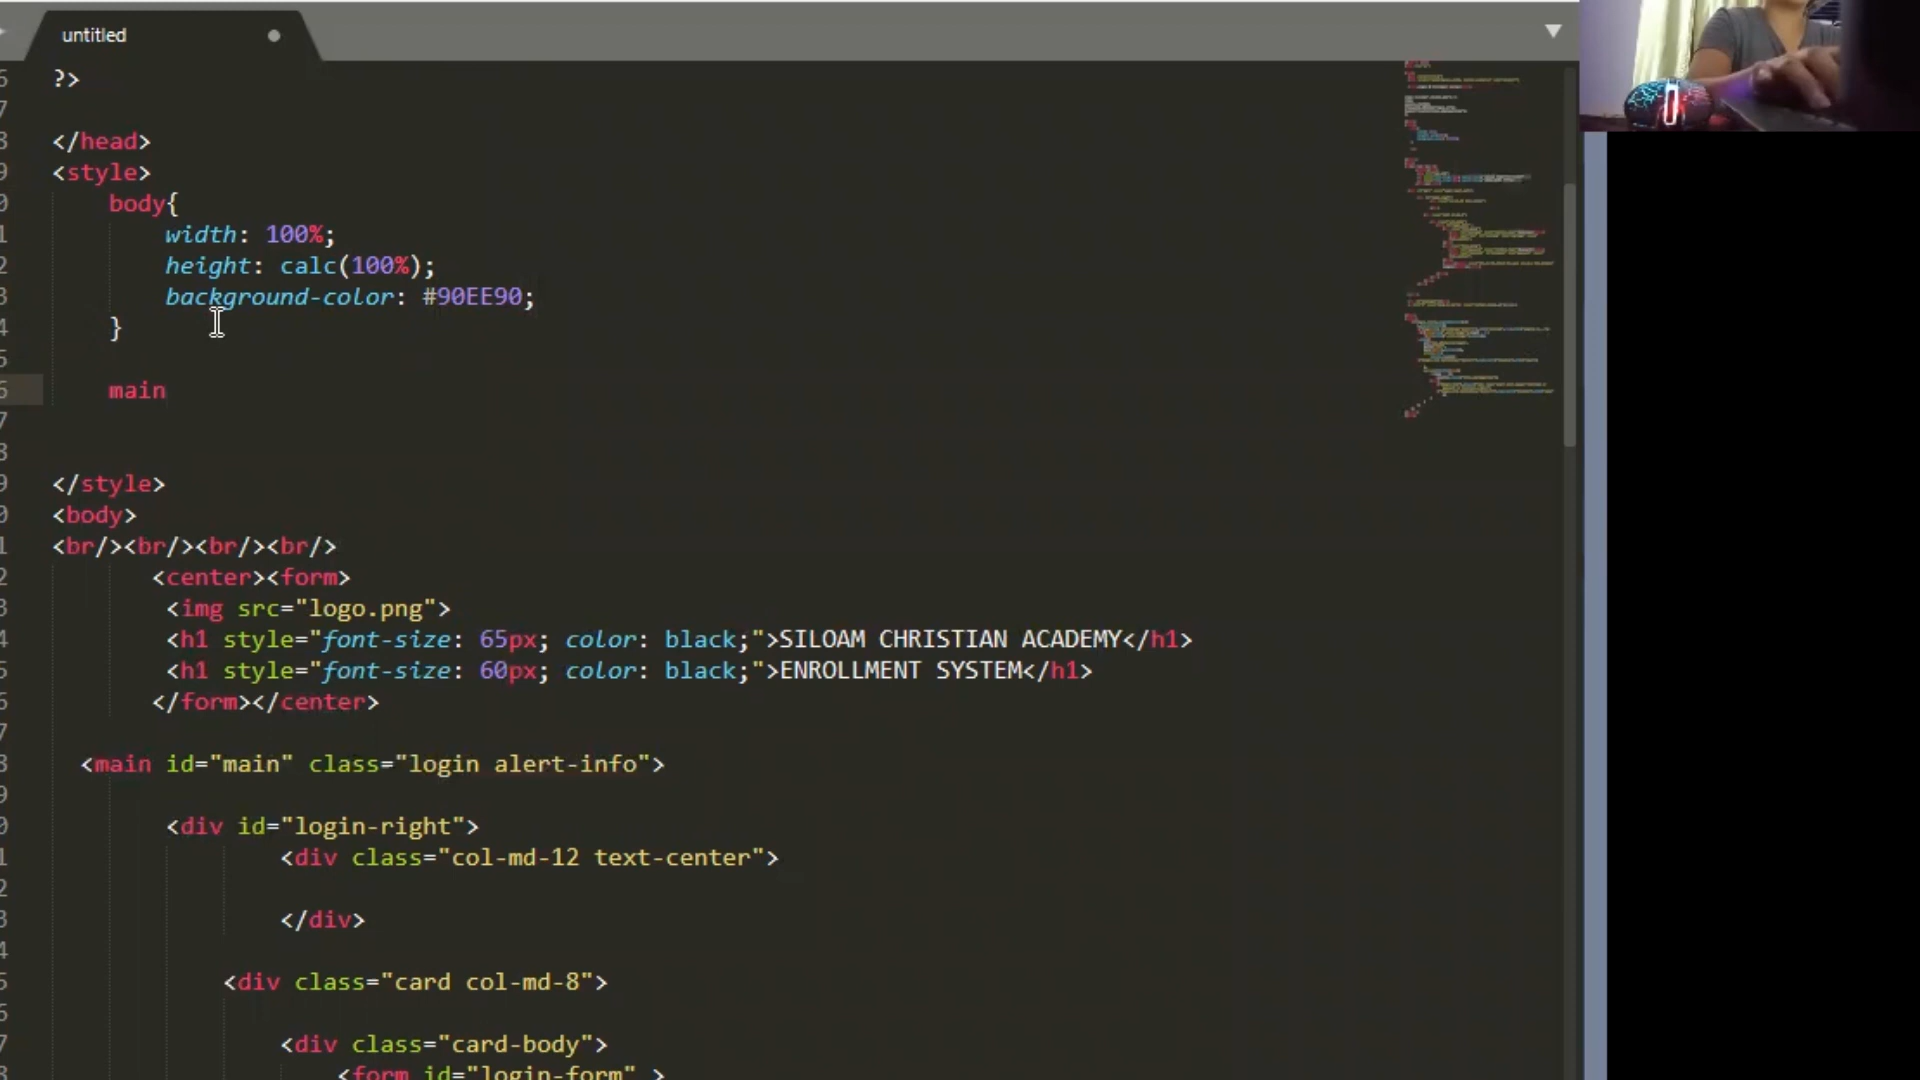 untitled
?>
</head>
<style>
body{
width: 100%;
height: calc(100%);
background-color: #90EE90;
}
main
</style>
<body>
<br/><br/><br/><br/>
<center><form>
<img src="logo.png">
<h1 style="font-size: 65px; color: black;">SILOAM CHRISTIAN ACADEMY</h1>
<h1 style="font-size: 60px; color: black;">ENROLLMENT SYSTEM</h1>
</form></center>
<main id="main" class="login alert-info">
<div id="login-right">
<div class="col-md-12 text-center">
</div>
<div class="card col-md-8">
<div class="card-body">
<form id="login-form" >